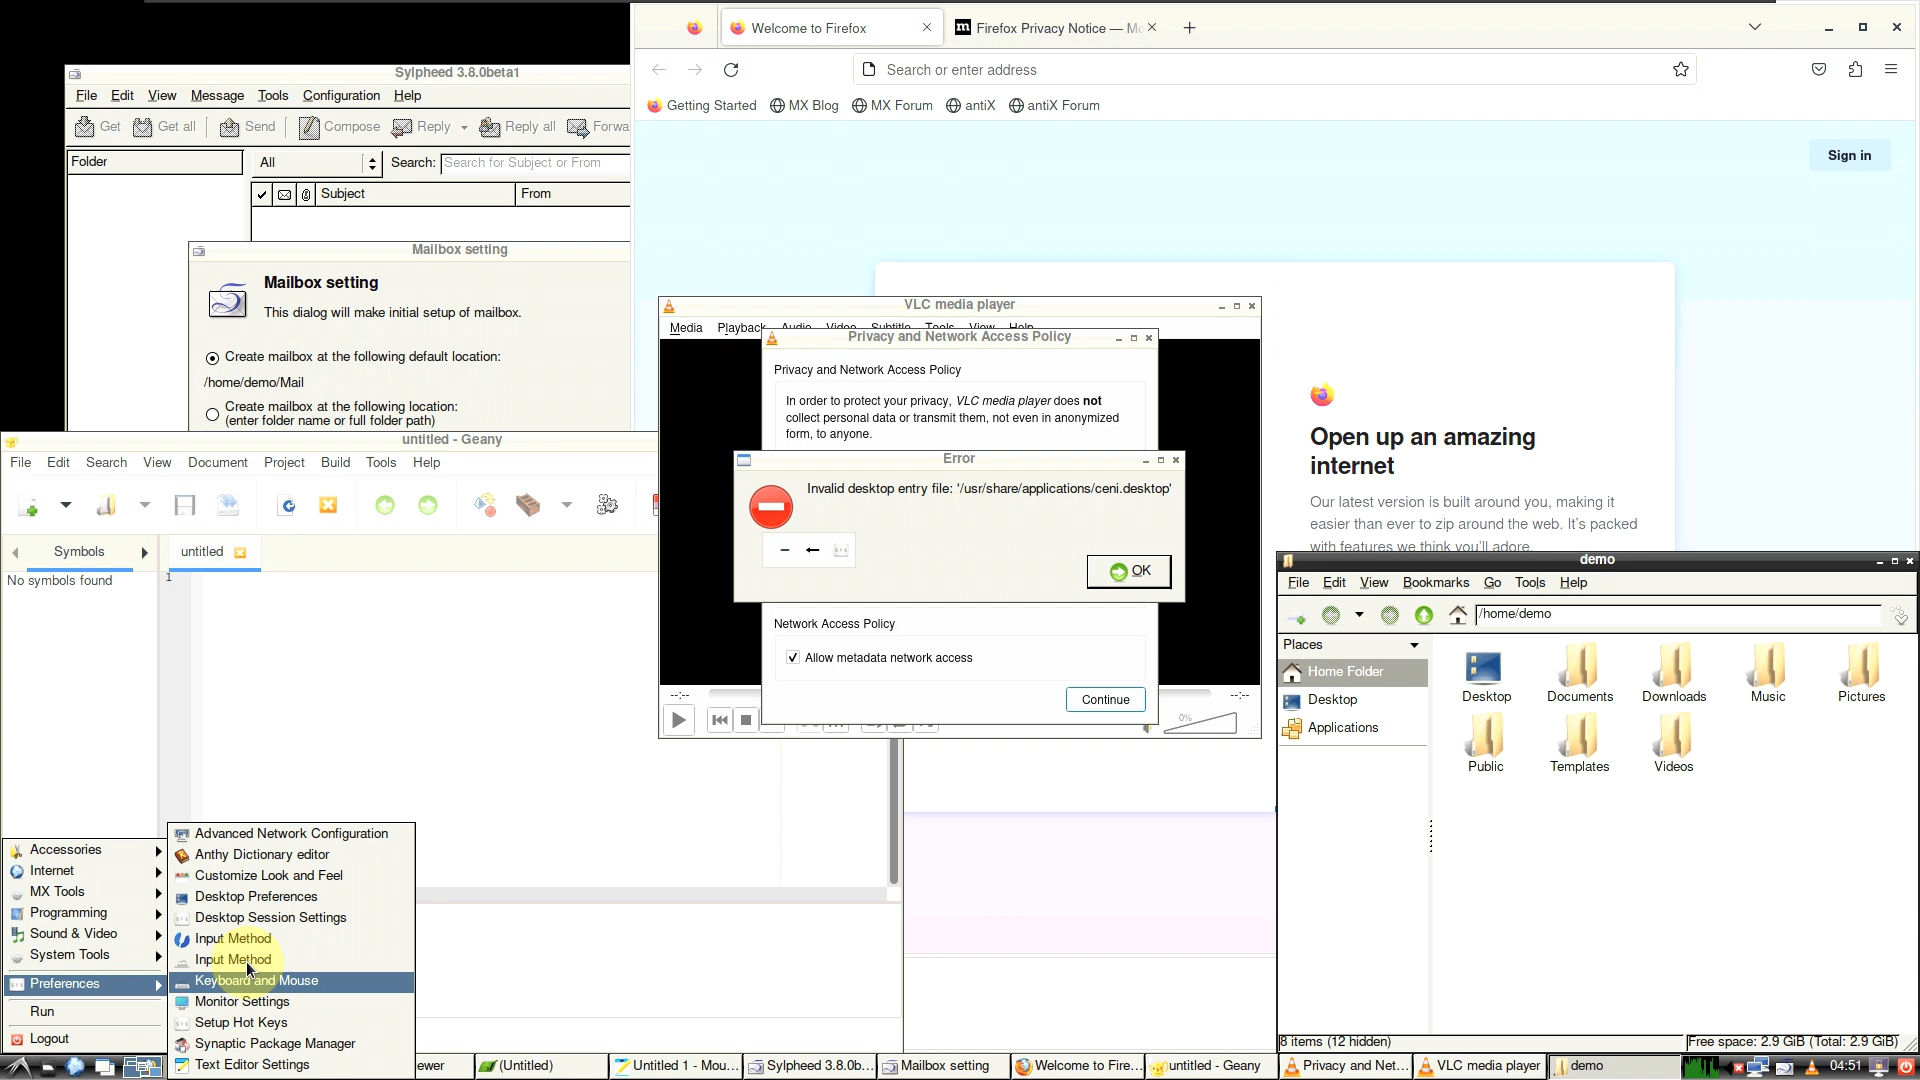 Sylpheed 3.8.0beta1
File Edit View Message Tools Configuration Help
Get Get all Send Compose Reply Reply all Forwa
Folder
All
Search: Search for Subject or From
Subject From
Mailbox setting
Mailbox setting
This dialog will make initial setup of mailbox.
Create mailbox at the following default location:
/home/demo/Mail
Create mailbox at the following location:
(enter folder name or full folder path)
Welcome to Firefox
Firefox Privacy Notice — Mo
Search or enter address
Getting Started MX Blog MX Forum antiX antiX Forum
Sign in
Open up an amazing
internet
Our latest version is built around you, making it
easier than ever to zip around the web. It's packed
with features we think you'll adore.
VLC media player
Media Playback Audio Video Subtitle Tools View Help
Privacy and Network Access Policy
Privacy and Network Access Policy
In order to protect your privacy, VLC media player does not
collect personal data or transmit them, not even in anonymized
form, to anyone.
Error
Invalid desktop entry file: '/usr/share/applications/ceni.desktop'
OK
Network Access Policy
Allow metadata network access
Continue
--:-- --:--
0%
untitled - Geany
File Edit Search View Document Project Build Tools Help
Symbols
untitled
No symbols found
1
demo
File Edit View Bookmarks Go Tools Help
/home/demo
Places
Home Folder
Desktop
Applications
Desktop Documents Downloads Music Pictures
Public Templates Videos
8 items (12 hidden)
Free space: 2.9 GiB (Total: 2.9 GiB)
Accessories
Internet
MX Tools
Programming
Sound & Video
System Tools
Preferences
Run
Logout
Advanced Network Configuration
Anthy Dictionary editor
Customize Look and Feel
Desktop Preferences
Desktop Session Settings
Input Method
Input Method
Keyboard and Mouse
Monitor Settings
Setup Hot Keys
Synaptic Package Manager
Text Editor Settings
ewer
(Untitled)
Untitled 1 - Mou...
Sylpheed 3.8.0b...
Mailbox setting
Welcome to Fire...
untitled - Geany
Privacy and Net...
VLC media player
demo
04:51